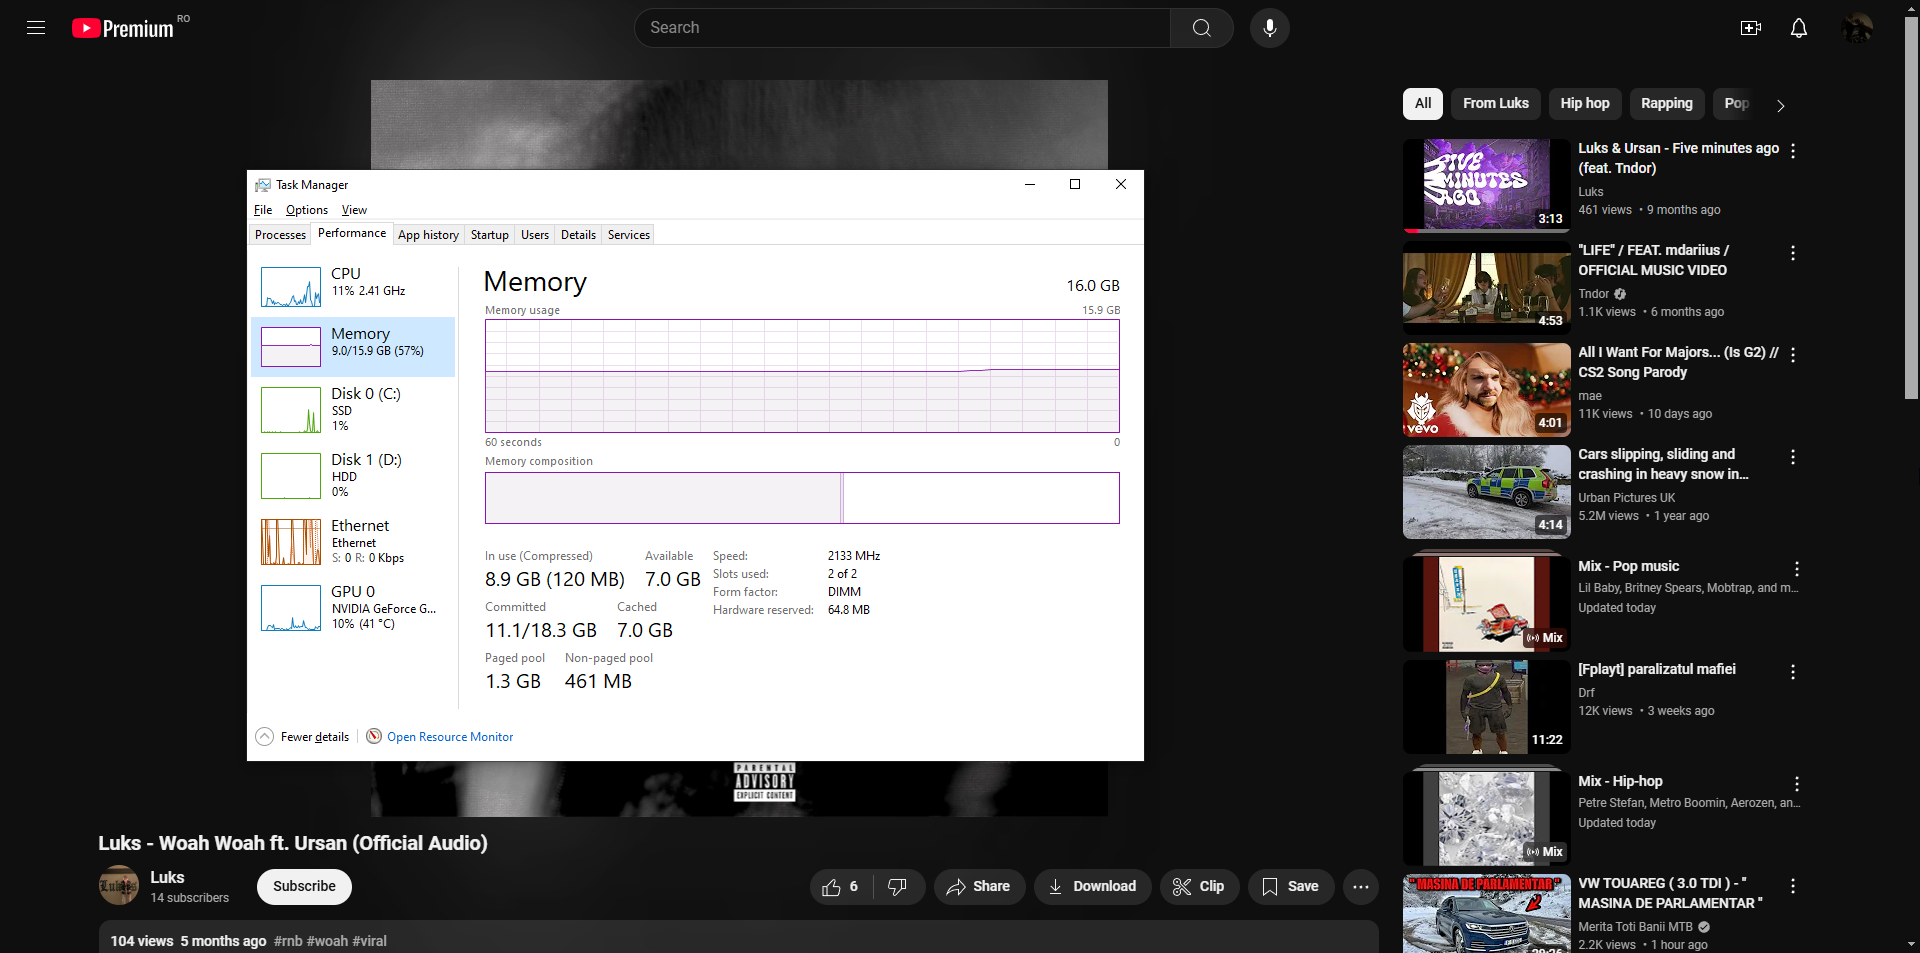 Premium RO
Search
All
From Luks
Hip hop
Rapping
Pop
Task Manager
File Options View
Processes Performance App history Startup Users Details Services
CPU
11% 2.41 GHz
Memory
9.0/15.9 GB (57%)
Disk 0 (C:)
SSD
1%
Disk 1 (D:)
HDD
0%
Ethernet
Ethernet
S: 0 R: 0 Kbps
GPU 0
NVIDIA GeForce G...
10% (41 °C)
Memory
16.0 GB
Memory usage
15.9 GB
60 seconds
0
Memory composition
In use (Compressed)
8.9 GB (120 MB)
Available
7.0 GB
Committed
11.1/18.3 GB
Cached
7.0 GB
Paged pool
1.3 GB
Non-paged pool
461 MB
Speed: 2133 MHz
Slots used: 2 of 2
Form factor: DIMM
Hardware reserved: 64.8 MB
Fewer details
Open Resource Monitor
PARENTAL
ADVISORY
EXPLICIT CONTENT
Luks - Woah Woah ft. Ursan (Official Audio)
Luks
14 subscribers
Subscribe
6
Share
Download
Clip
Save
104 views 5 months ago #rnb #woah #viral
FIVE
MINUTES
AGO
3:13
Luks & Ursan - Five minutes ago
(feat. Tndor)
Luks
461 views • 9 months ago
4:53
"LIFE" / FEAT. mdariius /
OFFICIAL MUSIC VIDEO
Tndor
1.1K views • 6 months ago
vevo
4:01
All I Want For Majors... (Is G2) //
CS2 Song Parody
mae
11K views • 10 days ago
4:14
Cars slipping, sliding and
crashing in heavy snow in...
Urban Pictures UK
5.2M views • 1 year ago
Mix
Mix - Pop music
Lil Baby, Britney Spears, Mobtrap, and m...
Updated today
11:22
[Fplayt] paralizatul mafiei
Drf
12K views • 3 weeks ago
Mix
Mix - Hip-hop
Petre Stefan, Metro Boomin, Aerozen, an...
Updated today
" MASINA DE PARLAMENTAR "
VW TOUAREG ( 3.0 TDI ) - "
MASINA DE PARLAMENTAR "
Merita Toti Banii MTB
2.2K views • 1 hour ago